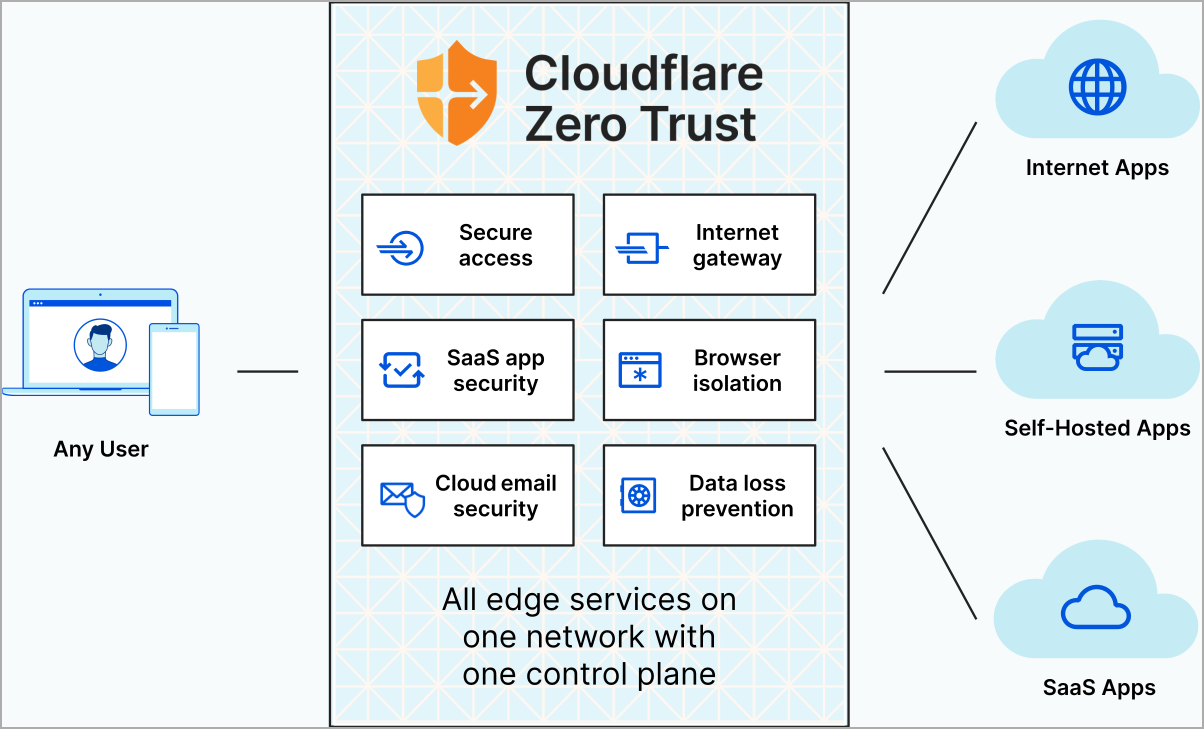 Cloudflare
Zero Trust
Secure
access
Internet
gateway
SaaS app
security
Browser
isolation
Cloud email
security
Data loss
prevention
All edge services on
one network with
one control plane
Any User
Internet Apps
Self-Hosted Apps
SaaS Apps